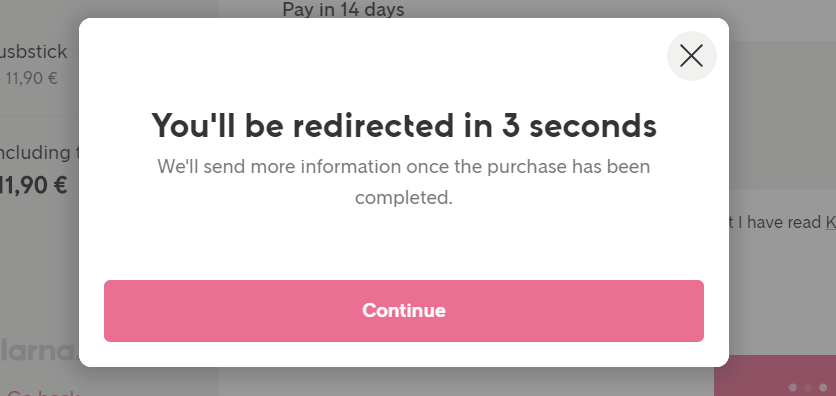 Pay in 14 days
usbstick
11,90 €
ncluding t
11,90 €
You'll be redirected in 3 seconds
We'll send more information once the purchase has been
completed.
Continue
t I have read K
larna.
Go back